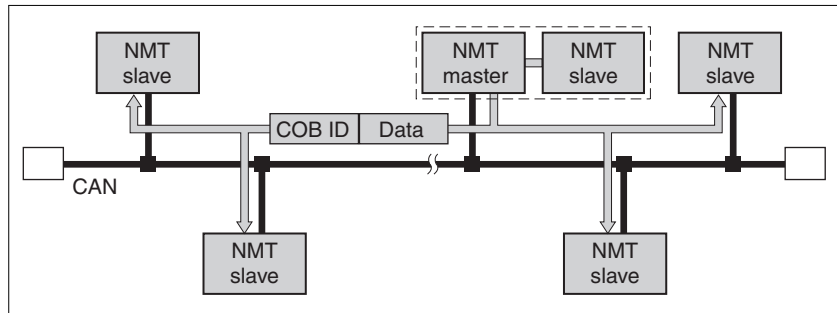 NMT
slave
NMT
master
NMT
slave
NMT
slave
COB ID
Data
CAN
NMT
slave
NMT
slave